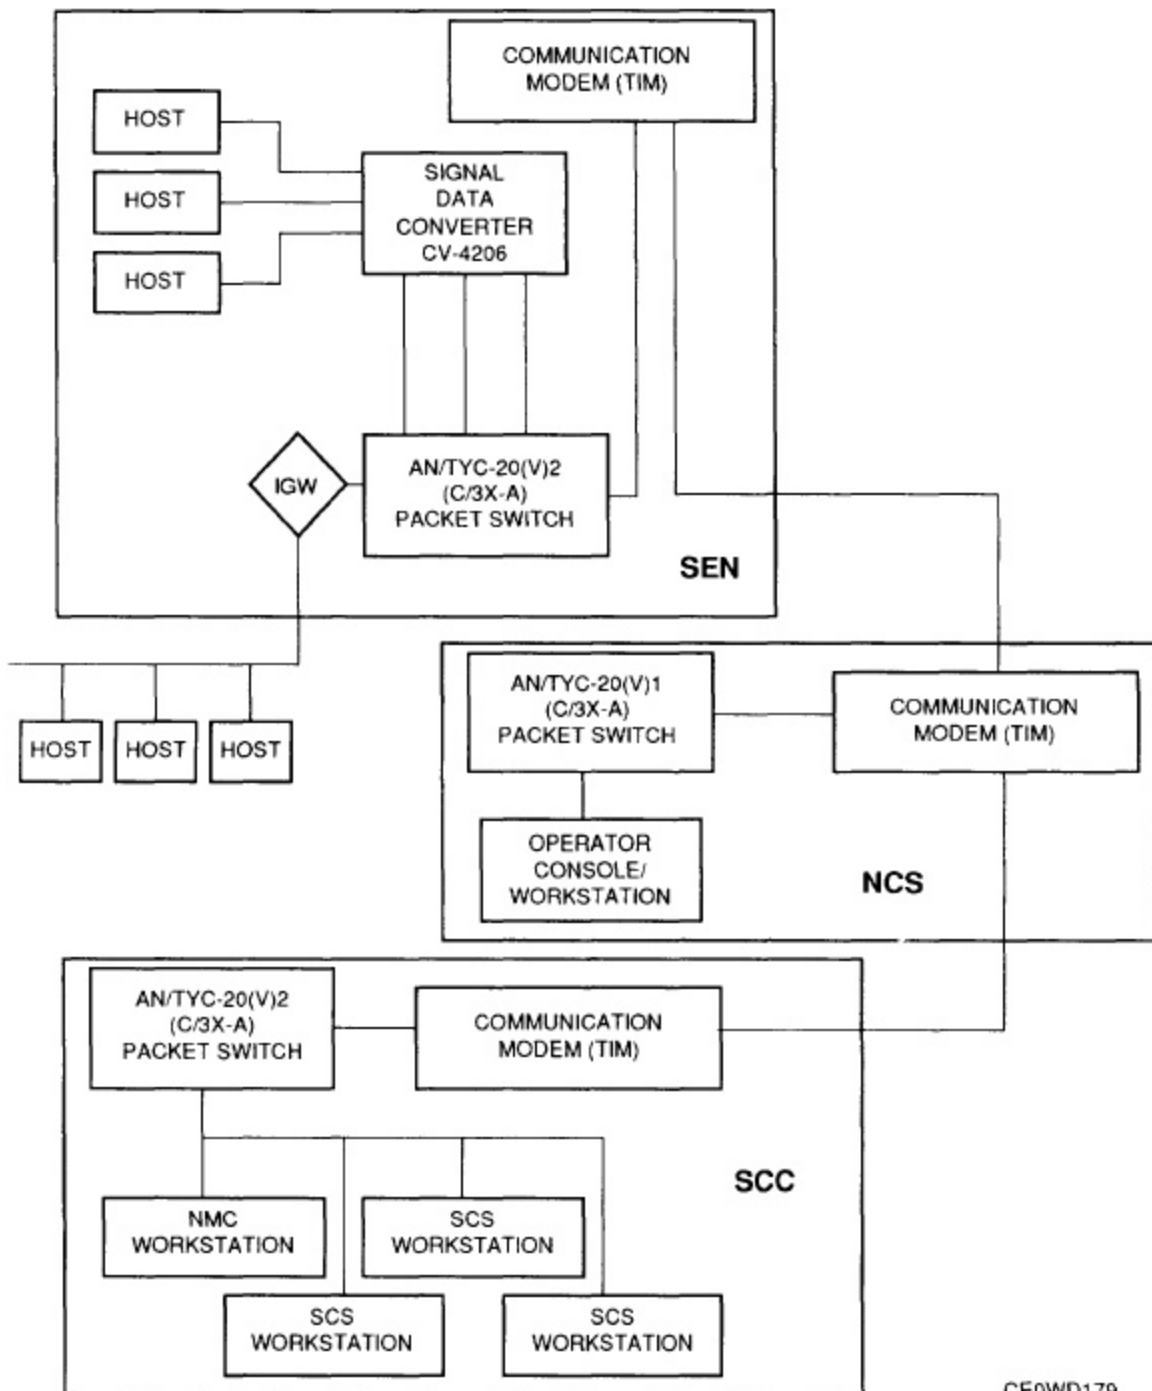 COMMUNICATION
MODEM (TIM)
HOST
HOST
HOST
SIGNAL
DATA
CONVERTER
CV-4206
IGW
AN/TYC-20(V)2
(C/3X-A)
PACKET SWITCH
SEN
HOST
HOST
HOST
AN/TYC-20(V)1
(C/3X-A)
PACKET SWITCH
COMMUNICATION
MODEM (TIM)
OPERATOR
CONSOLE/
WORKSTATION
NCS
AN/TYC-20(V)2
(C/3X-A)
PACKET SWITCH
COMMUNICATION
MODEM (TIM)
SCC
NMC
WORKSTATION
SCS
WORKSTATION
SCS
WORKSTATION
SCS
WORKSTATION